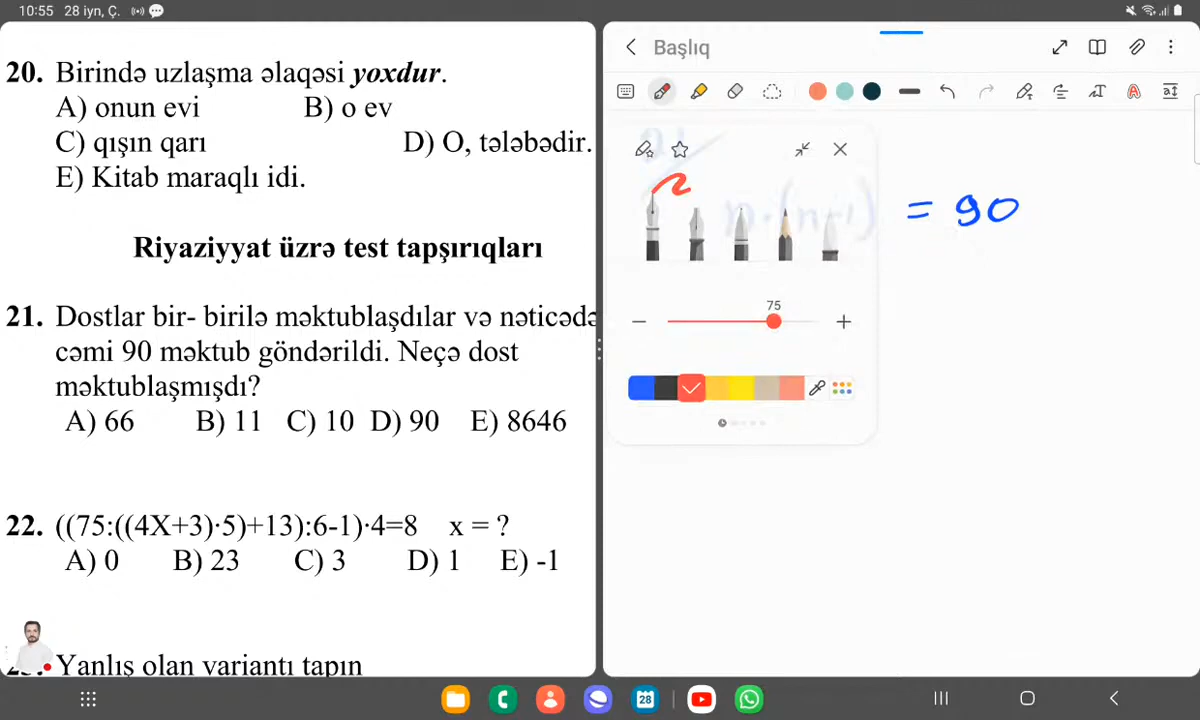 10:55 28 iyn, Ç.
20. Birində uzlaşma əlaqəsi yoxdur.
A) onun evi B) o ev
C) qışın qarı D) O, tələbədir.
E) Kitab maraqlı idi.
Riyaziyyat üzrə test tapşırıqları
21. Dostlar bir- birilə məktublaşdılar və nəticədə
cəmi 90 məktub göndərildi. Neçə dost
məktublaşmışdı?
A) 66 B) 11 C) 10 D) 90 E) 8646
22. ((75:((4X+3)·5)+13):6-1)·4=8 x = ?
A) 0 B) 23 C) 3 D) 1 E) -1
Yanlış olan variantı tapın
Başlıq
n·(n-1) = 90
75
28